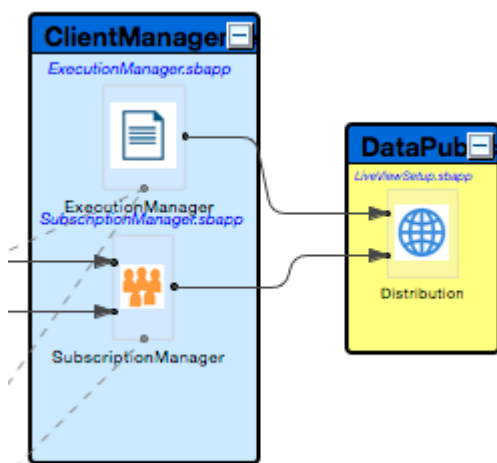 ClientManager
ExecutionManager.sbapp
ExecutionManager
SubscriptionManager.sbapp
SubscriptionManager
DataPub
LiveViewSetup.sbapp
Distribution